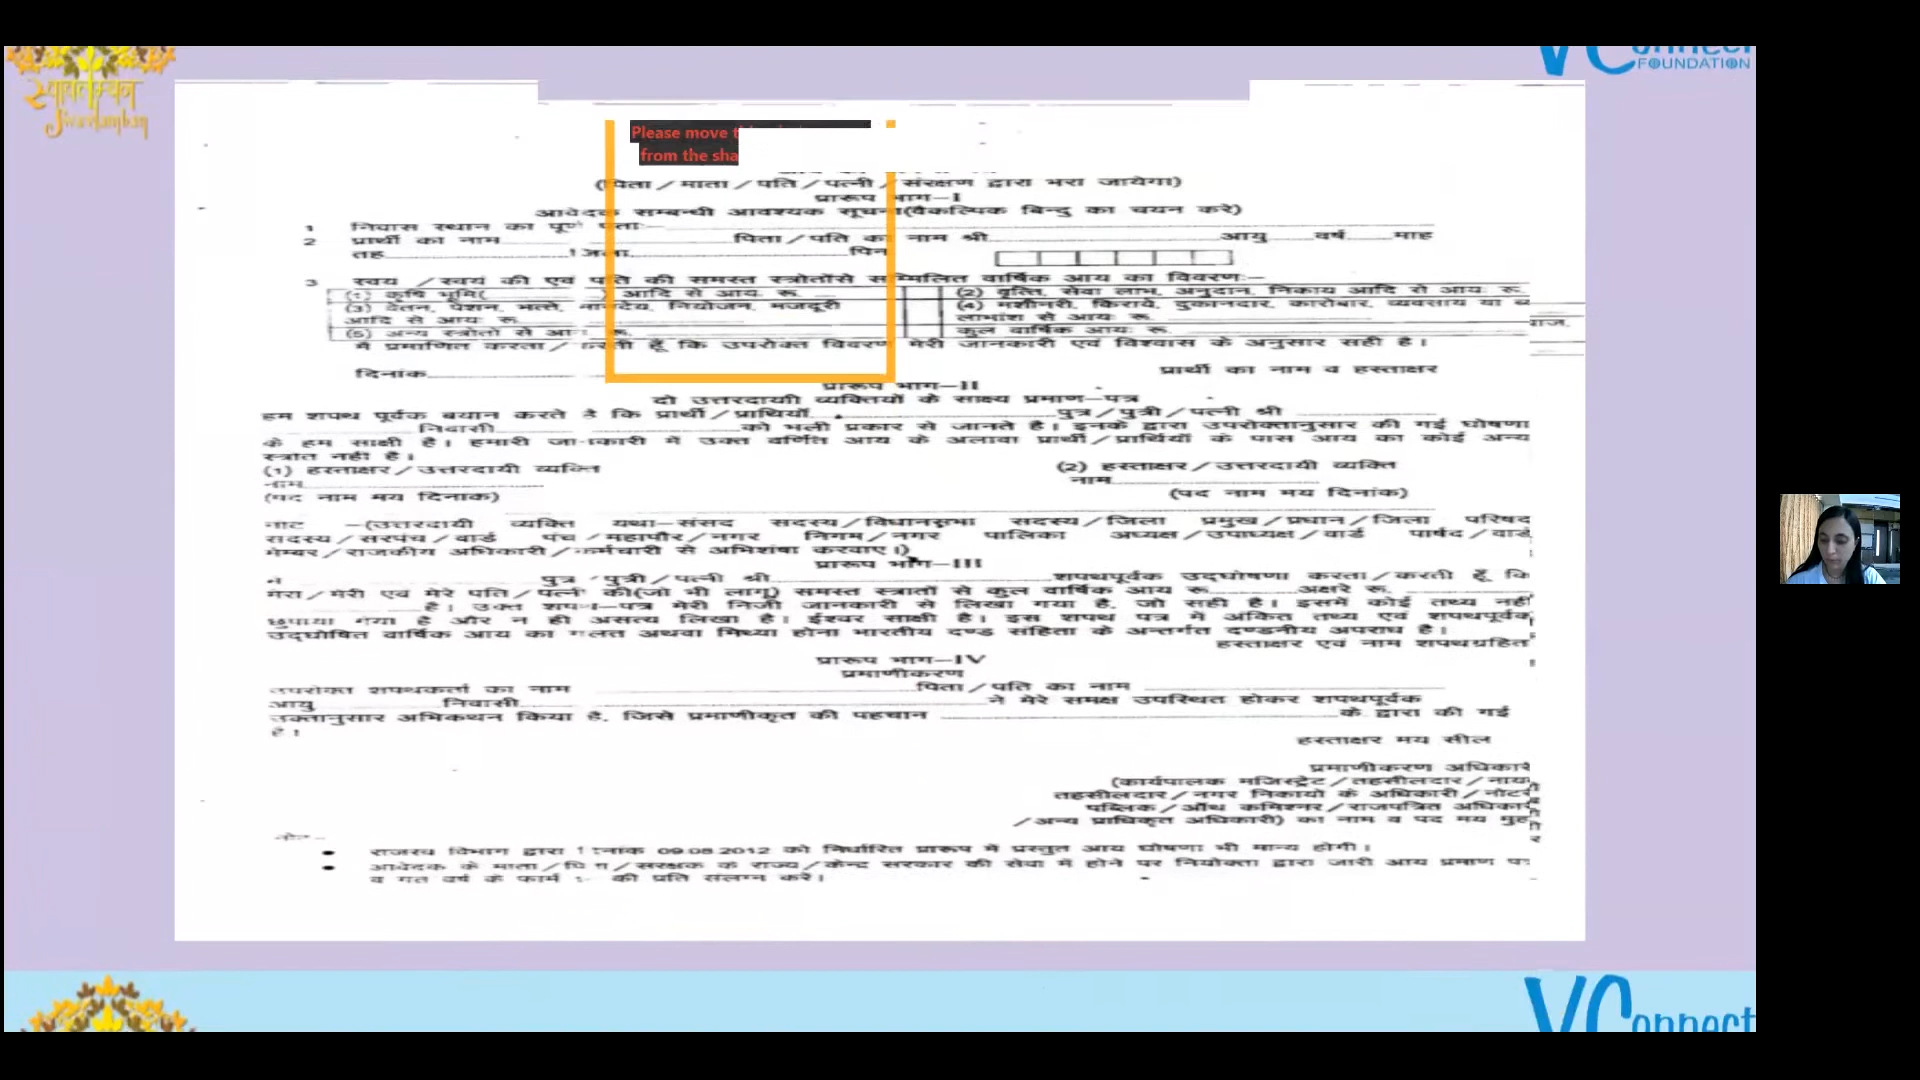 स्वावलम्बन
Swavlamban
FOUNDATION
Please move
from the sha
(पिता/माता/पति/पत्नी/संरक्षण द्वारा भरा जायेगा)
प्रारूप भाग—I
आवेदक सम्बन्धी आवश्यक सूचना(वैकल्पिक बिन्दु का चयन करे)
1 निवास स्थान का पूर्ण पता:—
2 प्रार्थी का नाम पिता/पति का नाम श्री आयु वर्ष माह
तह जिला पिन
3 स्वय /स्वयं की एवं पति की समस्त स्त्रोतोंसे सम्मिलित वार्षिक आय का विवरण:—
(1) कृषि भूमि( ) आदि से आय रू. (2) वृत्ति, सेवा लाभ, अनुदान, निकाय आदि से आयः रू.
(3) वेतन, पेंशन, भत्ते, मानदेय, नियोजन, मजदूरी (4) मशीनरी, किराये, दुकानदार, कारोबार, व्यवसाय या
आदि से आयः रू. लाभांश से आयः रू.
(5) अन्य स्त्रोतो से आयः रू. कुल वार्षिक आयः रू.
मैं प्रमाणित करता/करती हूँ कि उपरोक्त विवरण मेरी जानकारी एवं विश्वास के अनुसार सही है।
दिनांक प्रार्थी का नाम व हस्ताक्षर
प्रारूप भाग—II
दो उत्तरदायी व्यक्तियों के साक्ष्य प्रमाण—पत्र
हम शपथ पूर्वक बयान करते है कि प्रार्थी/प्रार्थियों पुत्र/पुत्री/पत्नी श्री
निवासी को भली प्रकार से जानते है। इनके द्वारा उपरोक्तानुसार की गई घोषणा
के हम साक्षी है। हमारी जानकारी में उक्त वर्णित आय के अलावा प्रार्थी/प्रार्थियों के पास आय का कोई अन्य
स्त्रोत नही है।
(1) हस्ताक्षर/उत्तरदायी व्यक्ति (2) हस्ताक्षर/उत्तरदायी व्यक्ति
नाम नाम
(पद नाम मय दिनांक) (पद नाम मय दिनांक)
नोट —(उत्तरदायी व्यक्ति यथा—संसद सदस्य/विधानसभा सदस्य/जिला प्रमुख/प्रधान/जिला परिषद
सदस्य/सरपंच/वार्ड पंच/महापौर/नगर निगम/नगर पालिका अध्यक्ष/उपाध्यक्ष/वार्ड पार्षद/वार्ड
मेम्बर/राजकीय अधिकारी/कर्मचारी से अभिशंषा करवाए।)
प्रारूप भाग—III
मैं पुत्र/पुत्री/पत्नी श्री शपथपूर्वक उद्घोषणा करता/करती हूँ कि
मेरा/मेरी एवं मेरे पति/पत्नी की(जो भी लागू) समस्त स्त्रातों से कुल वार्षिक आय रू. अक्षरे रू.
है। उक्त शपथ—पत्र मेरी निजी जानकारी से लिखा गया है, जो सही है। इसमें कोई तथ्य नहीं
छुपाया गया है और न ही असत्य लिखा है। ईश्वर साक्षी है। इस शपथ पत्र में अंकित तथ्य एवं शपथपूर्वक
उद्घोषित वार्षिक आय का गलत अथवा मिथ्या होना भारतीय दण्ड संहिता के अन्तर्गत दण्डनीय अपराध है।
हस्ताक्षर एवं नाम शपथग्रहित
प्रारूप भाग—IV
प्रमाणीकरण
उपरोक्त शपथकर्ता का नाम पिता/पति का नाम
आयु निवासी ने मेरे समक्ष उपस्थित होकर शपथपूर्वक
उक्तानुसार अभिकथन किया है, जिसे प्रमाणीकृत की पहचान के द्वारा की गई
है।
हस्ताक्षर मय सील
प्रमाणीकरण अधिकारी
(कार्यपालक मजिस्ट्रेट/तहसीलदार/नायब
तहसीलदार/नगर निकायो के अधिकारी/नोटरी
पब्लिक/ओथ कमिश्नर/राजपत्रित अधिकारी
/अन्य प्राधिकृत अधिकारी) का नाम व पद मय मुहर
नोट:—
• राजस्व विभाग द्वारा दिनांक 09.08.2012 को निर्धारित प्रारूप में प्रस्तुत आय घोषणा भी मान्य होगी।
• आवेदक के माता/पिता/संरक्षक के राज्य/केन्द्र सरकार की सेवा में होने पर नियोक्ता द्वारा जारी आय प्रमाण पत्र
व गत वर्ष के फार्म की प्रति संलग्न करें।
VConnect